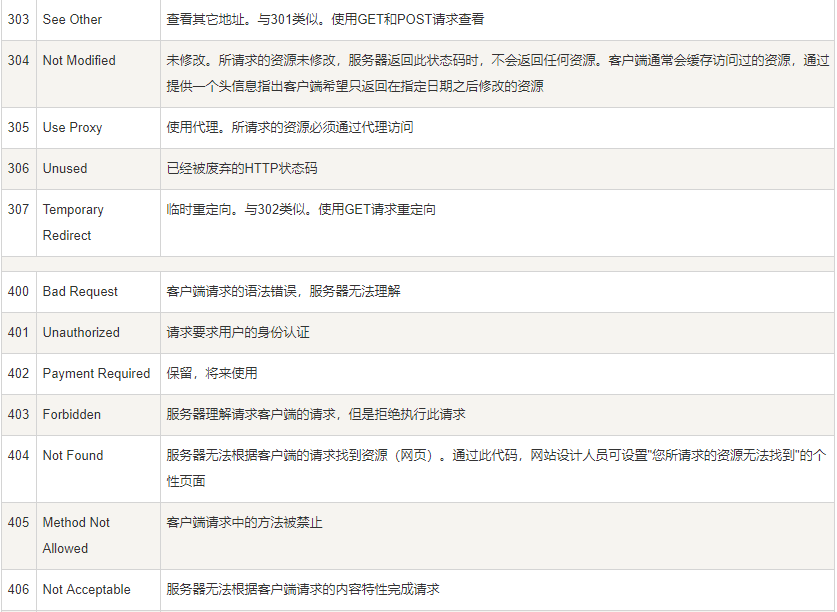 303 See Other 查看其它地址。与301类似。使用GET和POST请求查看
304 Not Modified 未修改。所请求的资源未修改，服务器返回此状态码时，不会返回任何资源。客户端通常会缓存访问过的资源，通过
提供一个头信息指出客户端希望只返回在指定日期之后修改的资源
305 Use Proxy 使用代理。所请求的资源必须通过代理访问
306 Unused 已经被废弃的HTTP状态码
307 Temporary 临时重定向。与302类似。使用GET请求重定向
Redirect
400 Bad Request 客户端请求的语法错误，服务器无法理解
401 Unauthorized 请求要求用户的身份认证
402 Payment Required 保留，将来使用
403 Forbidden 服务器理解请求客户端的请求，但是拒绝执行此请求
404 Not Found 服务器无法根据客户端的请求找到资源（网页）。通过此代码，网站设计人员可设置"您所请求的资源无法找到"的个
性页面
405 Method Not 客户端请求中的方法被禁止
Allowed
406 Not Acceptable 服务器无法根据客户端请求的内容特性完成请求